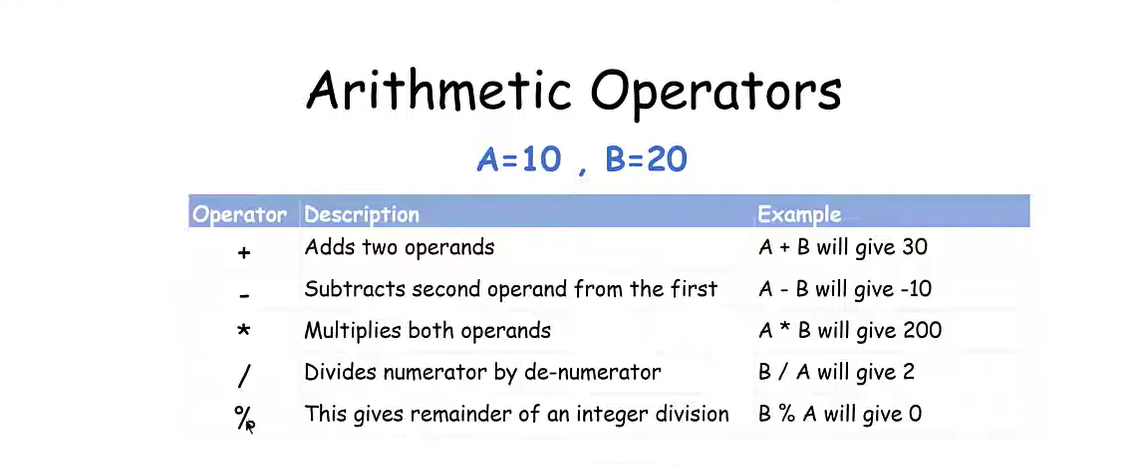 Arithmetic Operators
A=10 , B=20
Operator Description Example
+ Adds two operands A + B will give 30
- Subtracts second operand from the first A - B will give -10
* Multiplies both operands A * B will give 200
/ Divides numerator by de-numerator B / A will give 2
% This gives remainder of an integer division B % A will give 0